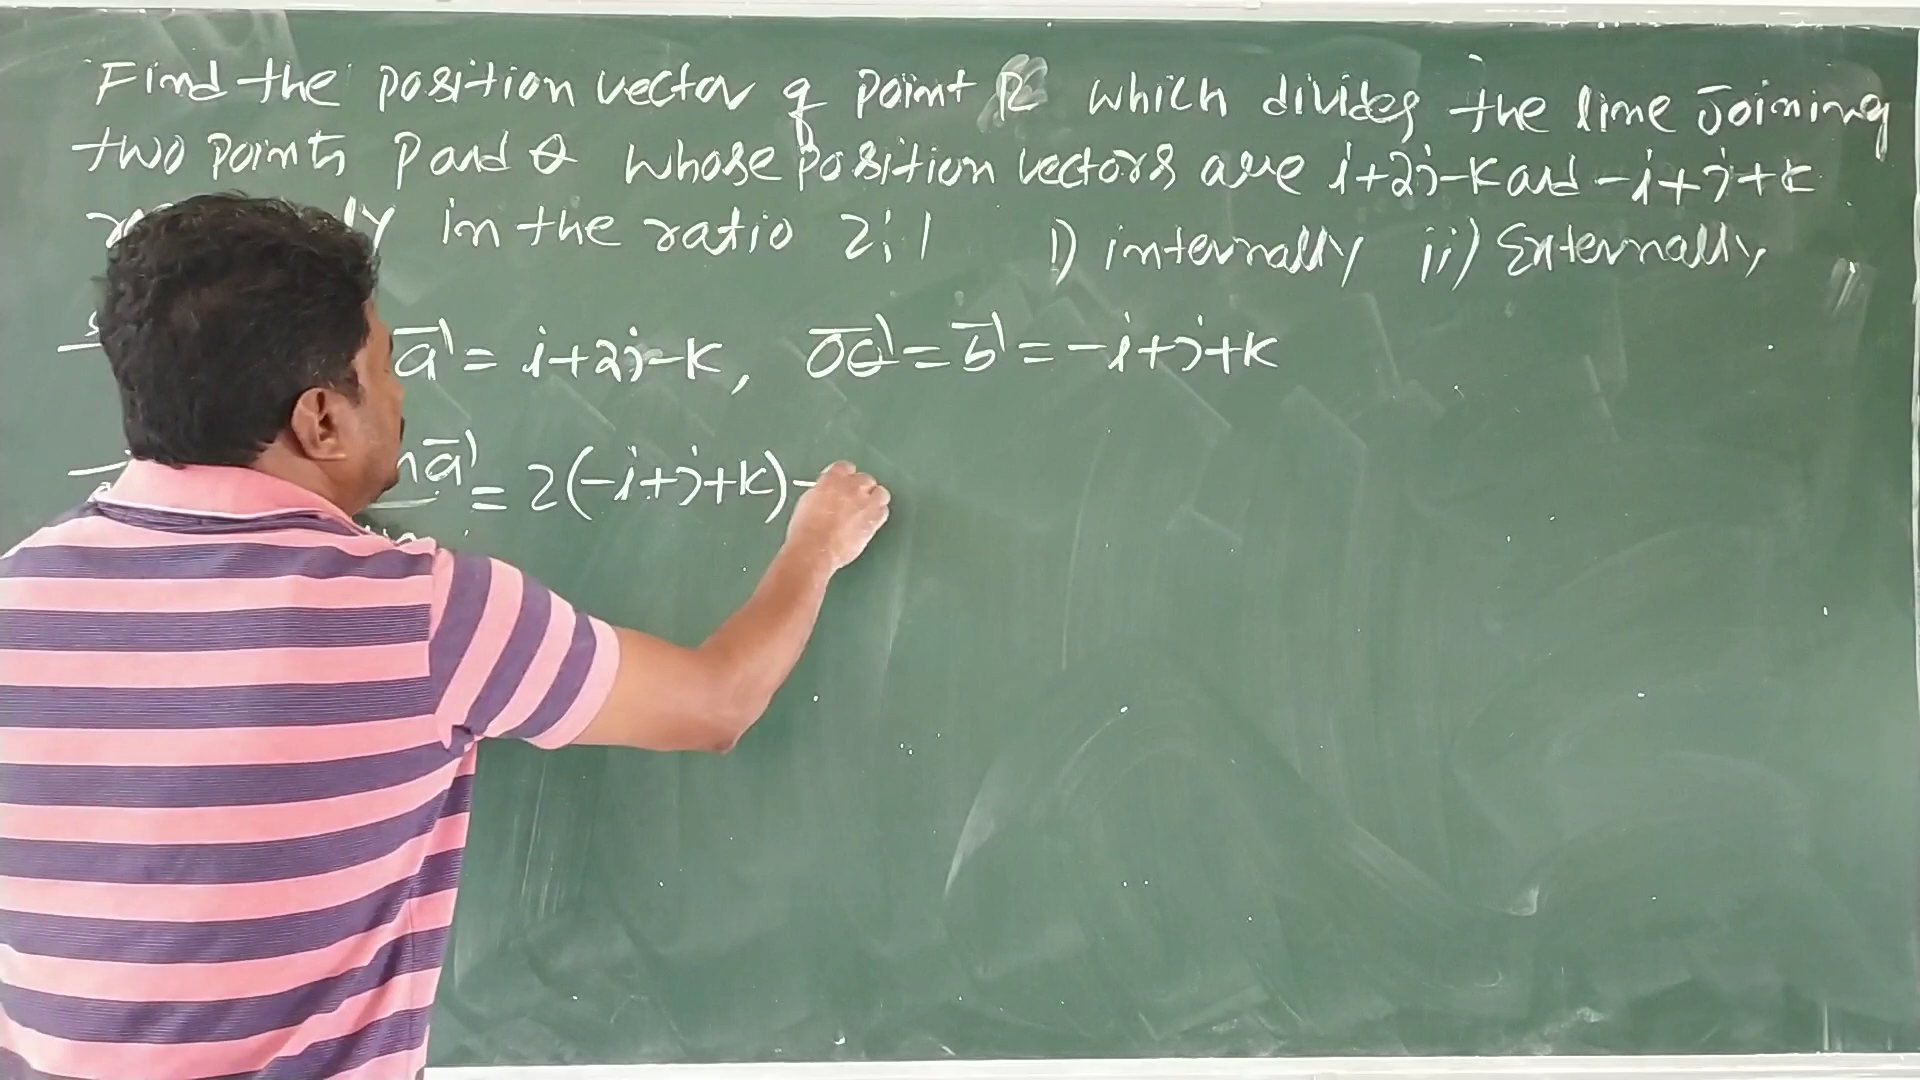 Find the position vector of point R which divides the line Joining
two points P and Q whose position vectors are i+2j-k and -i+j+k
in the ratio 2:1 i) internally ii) Externally
a = i+2j-k, OQ = b = -i+j+k
a = 2(-i+j+k)